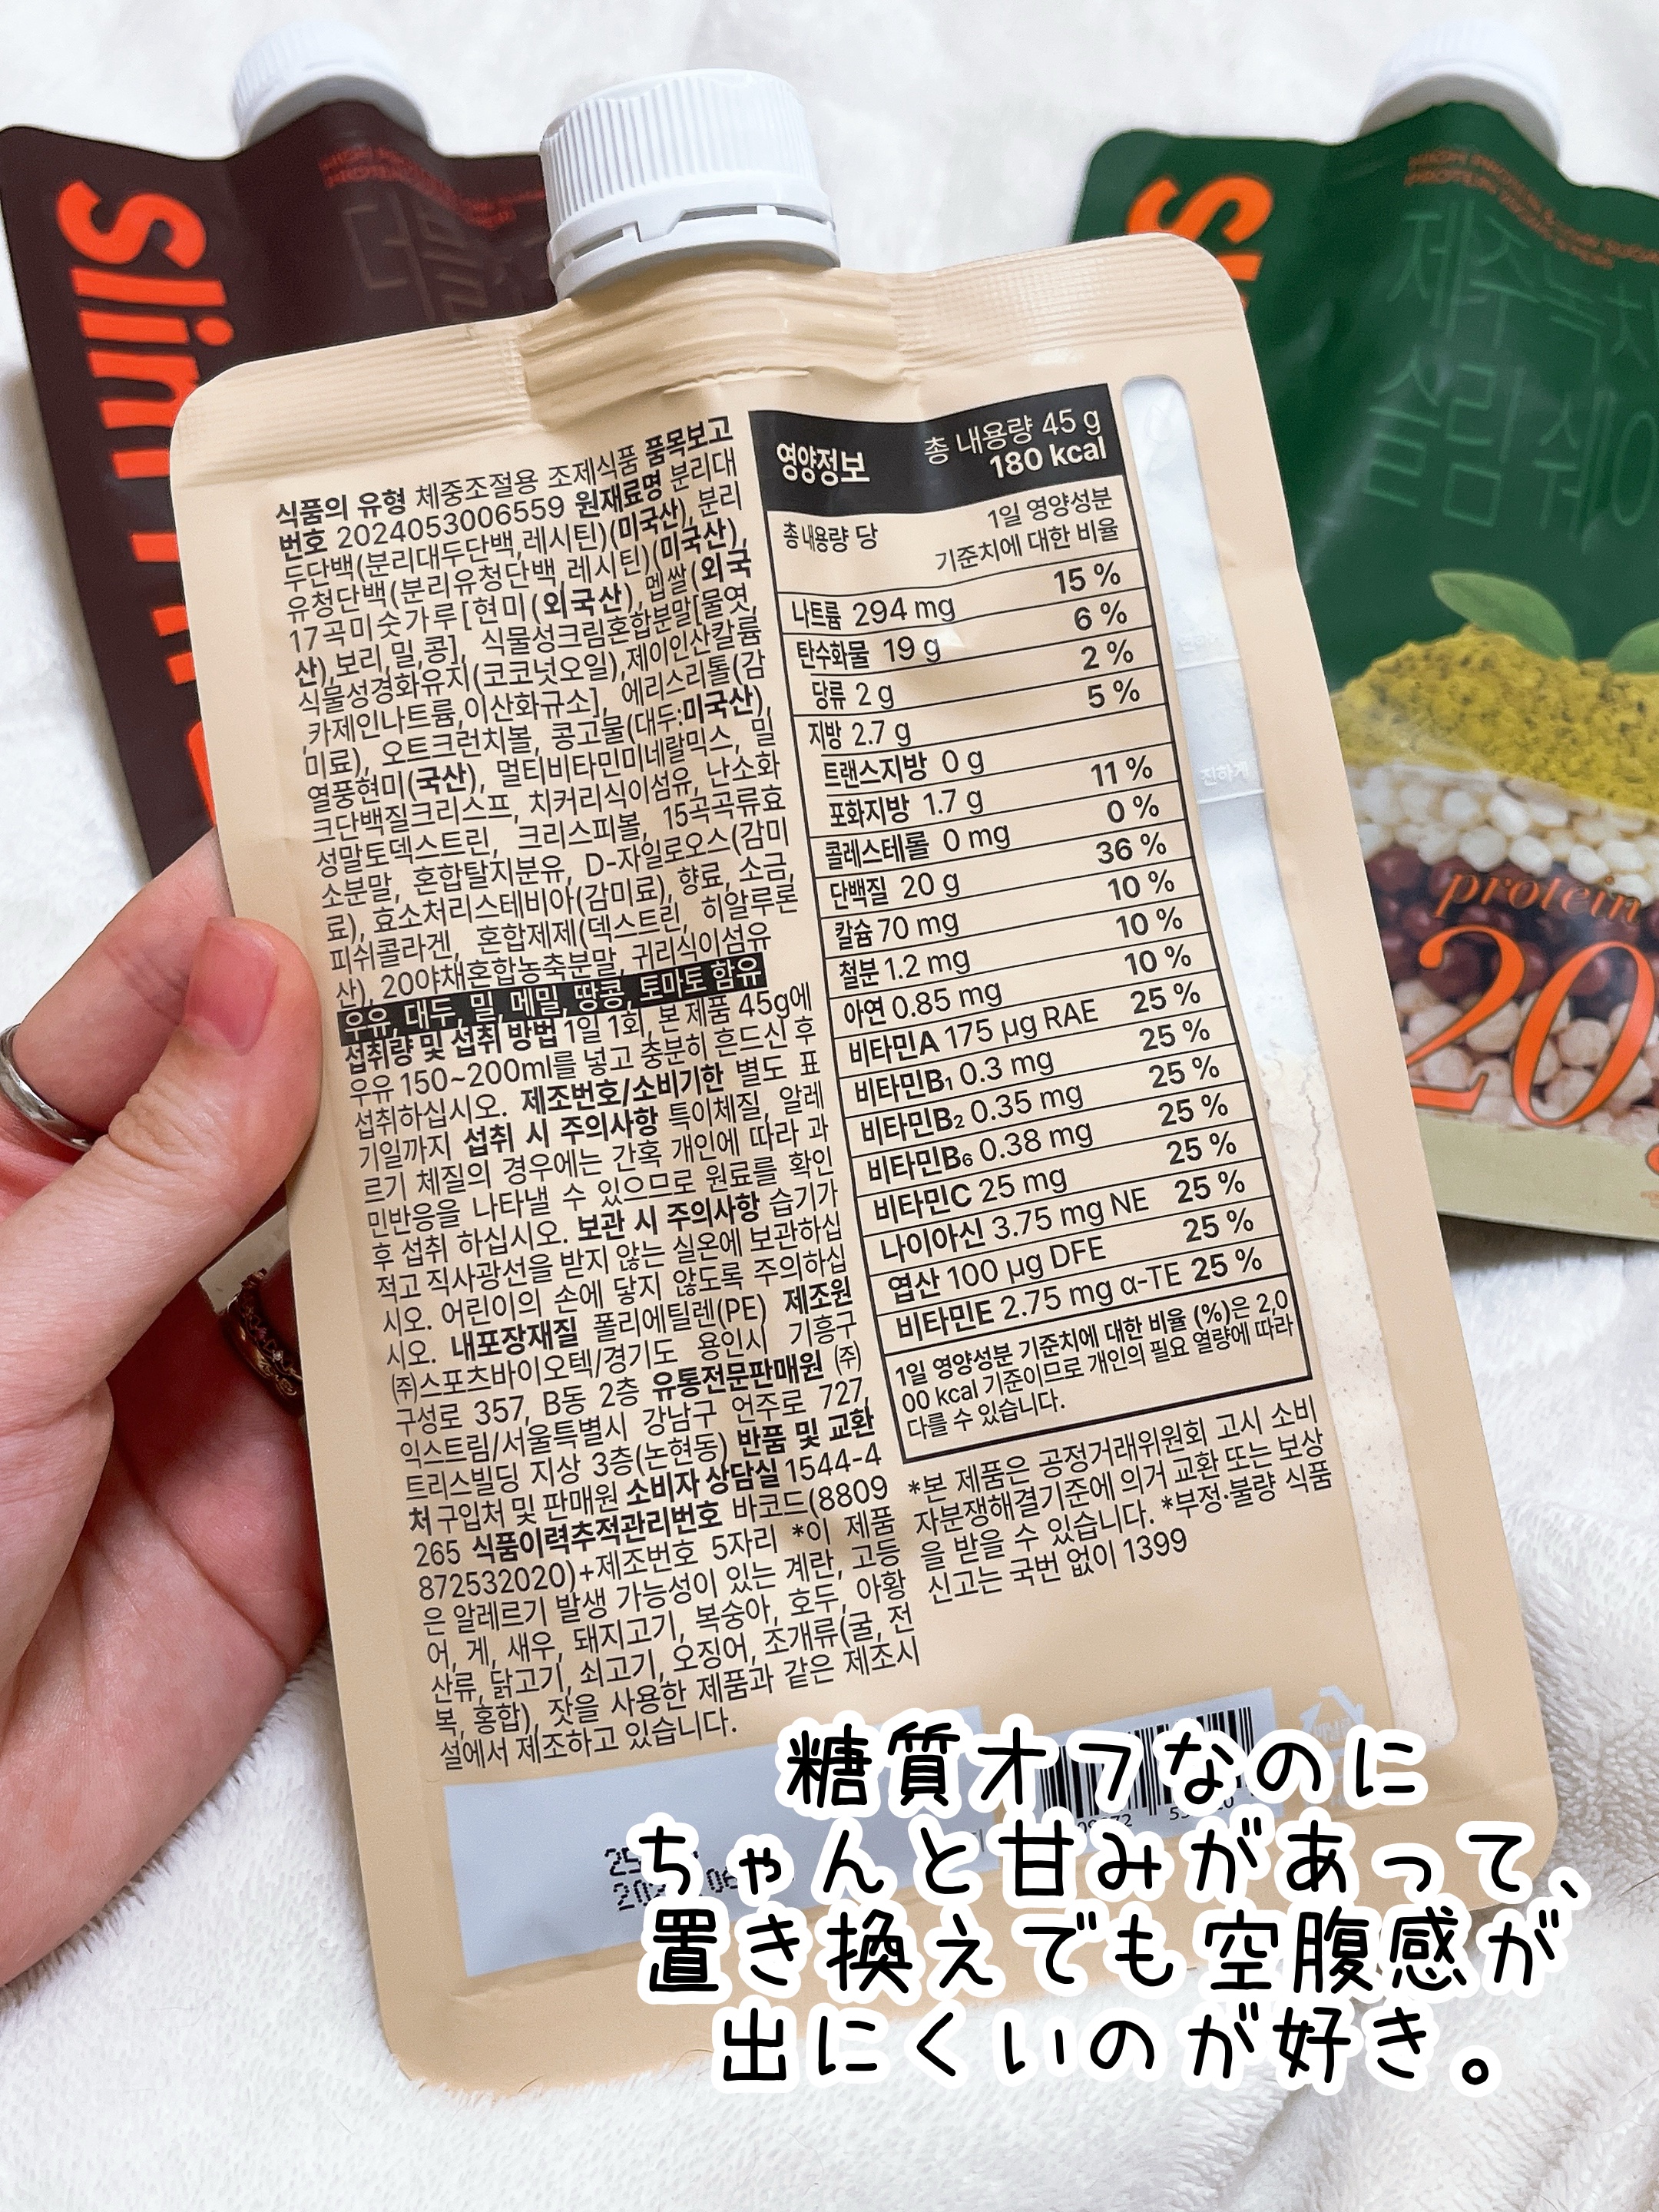 Slim
제주녹차
슬림쉐이
protein
20
식품의 유형 체중조절용 조제식품 품목보고
번호 2024053006559 원재료명 분리대
두단백(분리대두단백,레시틴)(미국산), 분리
유청단백(분리유청단백,레시틴)(미국산),
17곡미숫가루[현미(외국산),멥쌀(외국
산),보리,밀,콩], 식물성크림혼합분말[물엿,
식물성경화유지(코코넛오일),제이인산칼륨
,카제인나트륨,이산화규소], 에리스리톨(감
미료), 오트크런치볼, 콩고물(대두:미국산),
열풍현미(국산), 멀티비타민미네랄믹스, 밀
크단백질크리스프, 치커리식이섬유, 난소화
성말토덱스트린, 크리스피볼, 15곡곡류효
소분말, 혼합탈지분유, D-자일로오스(감미
료), 효소처리스테비아(감미료), 향료, 소금,
피쉬콜라겐, 혼합제제(덱스트린, 히알루론
산), 20야채혼합농축분말, 귀리식이섬유
우유, 대두, 밀, 메밀, 땅콩, 토마토 함유
섭취량 및 섭취 방법 1일 1회, 본 제품 45g에
우유 150~200ml를 넣고 충분히 흔드신 후
섭취하십시오. 제조번호/소비기한 별도 표
기일까지 섭취 시 주의사항 특이체질, 알레
르기 체질의 경우에는 간혹 개인에 따라 과
민반응을 나타낼 수 있으므로 원료를 확인
후 섭취 하십시오. 보관 시 주의사항 습기가
적고 직사광선을 받지 않는 실온에 보관하십
시오. 어린이의 손에 닿지 않도록 주의하십
시오. 내포장재질 폴리에틸렌(PE) 제조원
㈜스포츠바이오텍/경기도 용인시 기흥구
구성로 357, B동 2층 유통전문판매원 ㈜
익스트림/서울특별시 강남구 언주로 727,
트리스빌딩 지상 3층(논현동) 반품 및 교환
처 구입처 및 판매원 소비자 상담실 1544-4
265 식품이력추적관리번호 바코드(8809
872532020)+제조번호 5자리 *이 제품
은 알레르기 발생 가능성이 있는 계란, 고등
어, 게, 새우, 돼지고기, 복숭아, 호두, 아황
산류, 닭고기, 쇠고기, 오징어, 조개류(굴, 전
복, 홍합), 잣을 사용한 제품과 같은 제조시
설에서 제조하고 있습니다.
영양정보 총 내용량 45 g
180 kcal
총 내용량 당 1일 영양성분
기준치에 대한 비율
나트륨 294 mg 15 %
탄수화물 19 g 6 %
당류 2 g 2 %
지방 2.7 g 5 %
트랜스지방 0 g
포화지방 1.7 g 11 %
콜레스테롤 0 mg 0 %
단백질 20 g 36 %
칼슘 70 mg 10 %
철분 1.2 mg 10 %
아연 0.85 mg 10 %
비타민A 175 μg RAE 25 %
비타민B₁ 0.3 mg 25 %
비타민B₂ 0.35 mg 25 %
비타민B₆ 0.38 mg 25 %
비타민C 25 mg 25 %
나이아신 3.75 mg NE 25 %
엽산 100 μg DFE 25 %
비타민E 2.75 mg α-TE 25 %
1일 영양성분 기준치에 대한 비율 (%)은 2,0
00 kcal 기준이므로 개인의 필요 열량에 따라
다를 수 있습니다.
*본 제품은 공정거래위원회 고시 소비
자분쟁해결기준에 의거 교환 또는 보상
을 받을 수 있습니다. *부정·불량 식품
신고는 국번 없이 1399
진하게
糖質オフなのに
ちゃんと甘みがあって、
置き換えでも空腹感が
出にくいのが好き。